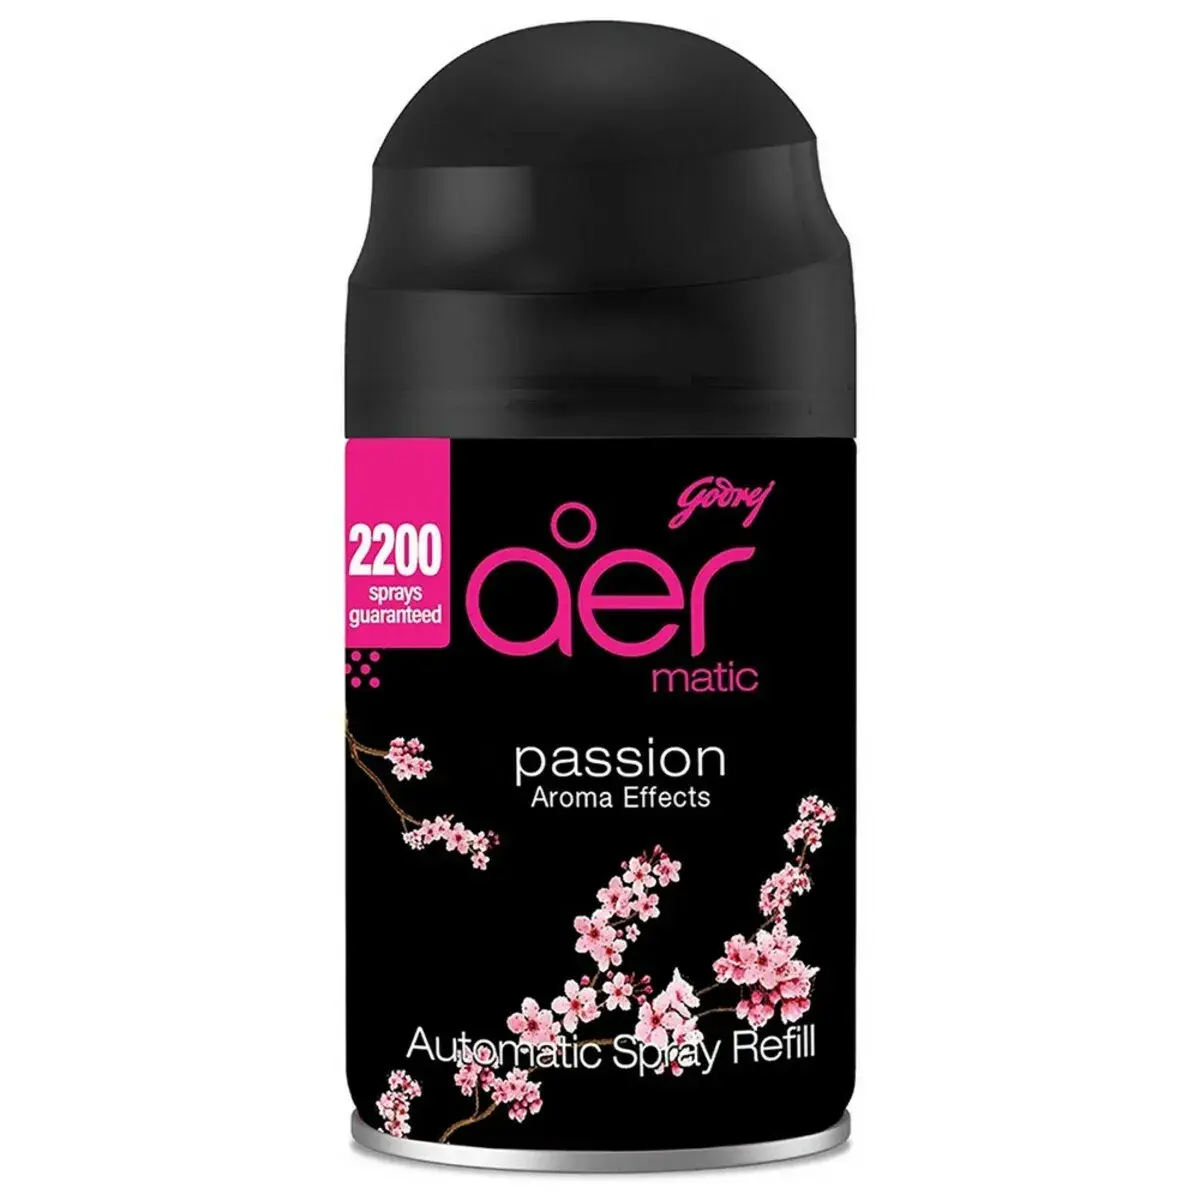 2200
sprays
guaranteed
Godrej
aer
matic
passion
Aroma Effects
Automatic Spray Refill